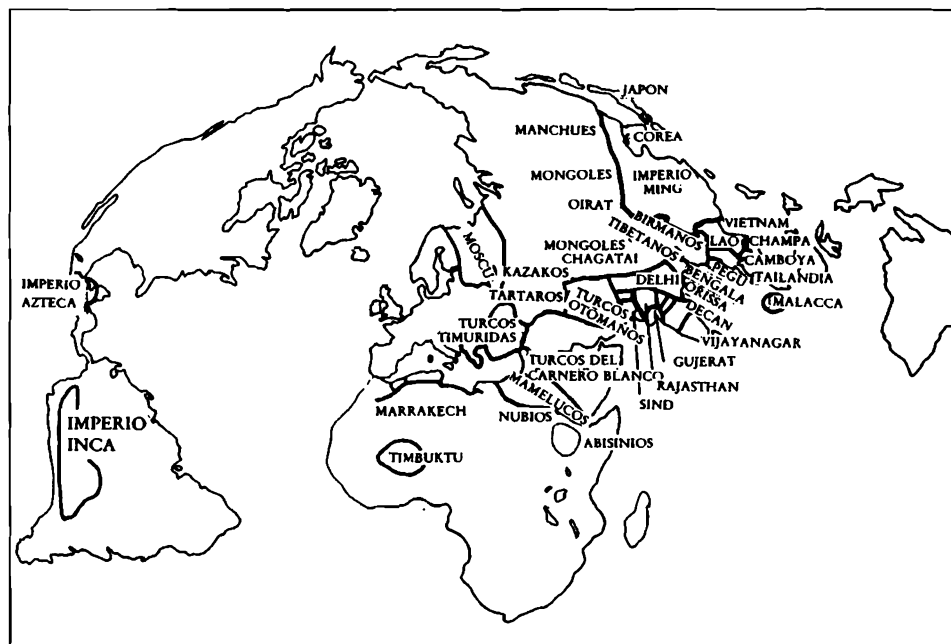 JAPON
MANCHUES
COREA
MONGOLES
IMPERIO
MING
OIRAT
BIRMANOS
VIETNAM
TIBETANOS
LAO
CHAMPA
MOSCU
MONGOLES
CHAGATAI
CAMBOYA
PEGU
KAZAKOS
BENGALA
TAILANDIA
DELHI
IMPERIO
AZTECA
ORISSA
TARTAROS
MALACCA
DECAN
TURCOS
OTOMANOS
TURCOS
TIMURIDAS
VIJAYANAGAR
TURCOS DEL
CARNERO BLANCO
GUJERAT
MAMELUCOS
RAJASTHAN
MARRAKECH
NUBIOS
SIND
IMPERIO
INCA
ABISINIOS
TIMBUKTU